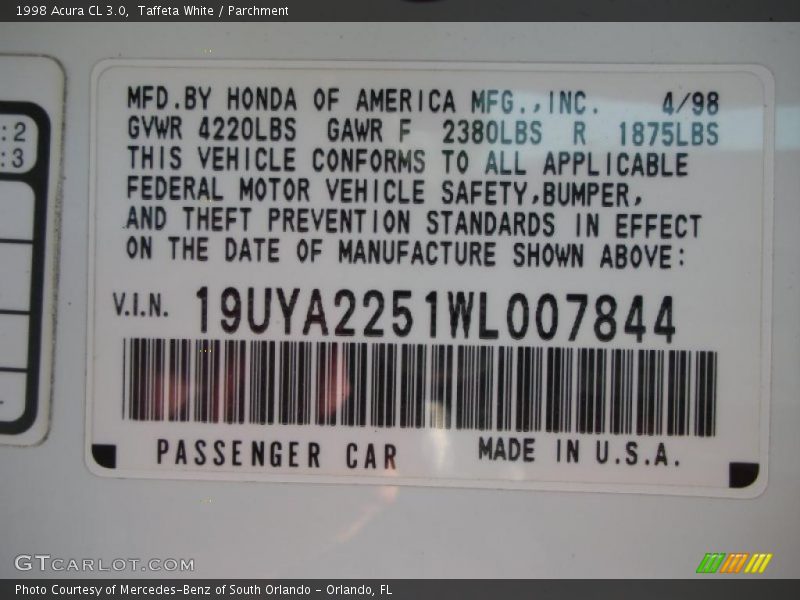 1998 Acura CL 3.0,  Taffeta White / Parchment
:2
:3
MFD.BY HONDA OF AMERICA MFG.,INC.  4/98
GVWR 4220LBS  GAWR F  2380LBS  R  1875LBS
THIS VEHICLE CONFORMS TO ALL APPLICABLE
FEDERAL MOTOR VEHICLE SAFETY,BUMPER,
AND THEFT PREVENTION STANDARDS IN EFFECT
ON THE DATE OF MANUFACTURE SHOWN ABOVE:
V.I.N. 19UYA2251WL007844
PASSENGER CAR  MADE IN U.S.A.
GTCARLOT.COM
Photo Courtesy of Mercedes-Benz of South Orlando - Orlando, FL